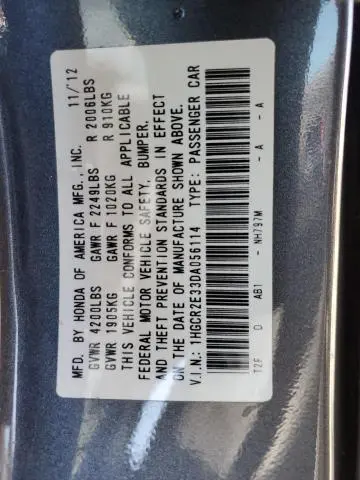 MFD. BY HONDA OF AMERICA MFG., INC. 11/12
GVWR 4200LBS GAWR F 2249LBS R 2006LBS
GVWR 1905KG GAWR F 1020KG R 910KG
THIS VEHICLE CONFORMS TO ALL APPLICABLE
FEDERAL MOTOR VEHICLE SAFETY, BUMPER,
AND THEFT PREVENTION STANDARDS IN EFFECT
ON THE DATE OF MANUFACTURE SHOWN ABOVE.
V.I.N.: 1HGCR2E33DA056114 TYPE: PASSENGER CAR
T2F D AB1 - NH797M - A - A